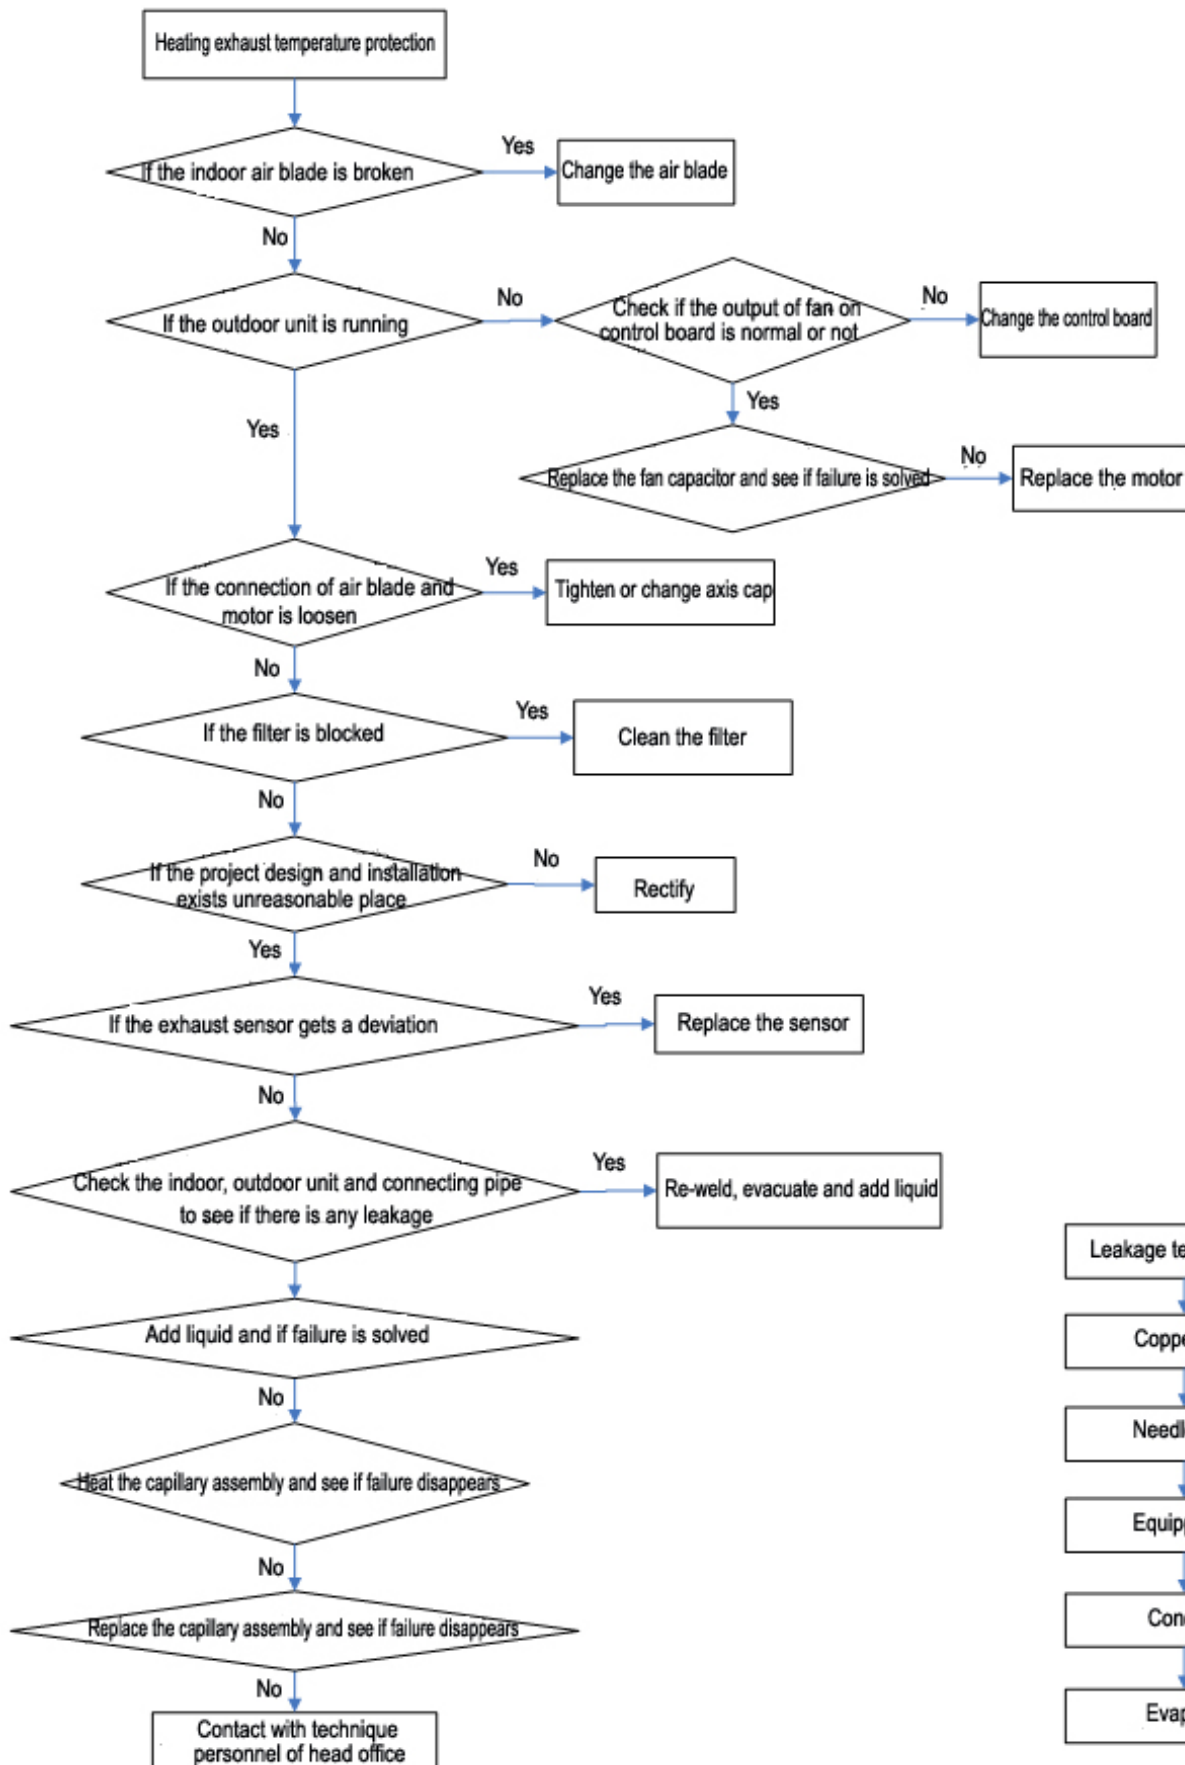 Heating exhaust temperature protection
If the indoor air blade is broken
Yes
Change the air blade
No
If the outdoor unit is running
No
Check if the output of fan on
control board is normal or not
No
Change the control board
Yes
Yes
Replace the fan capacitor and see if failure is solved
No
Replace the motor
If the connection of air blade and
motor is loosen
Yes
Tighten or change axis cap
No
If the filter is blocked
Yes
Clean the filter
No
If the project design and installation
exists unreasonable place
No
Rectify
Yes
If the exhaust sensor gets a deviation
Yes
Replace the sensor
No
Check the indoor, outdoor unit and connecting pipe
to see if there is any leakage
Yes
Re-weld, evacuate and add liquid
Add liquid and if failure is solved
No
Heat the capillary assembly and see if failure disappears
No
Replace the capillary assembly and see if failure disappears
No
Contact with technique
personnel of head office
Leakage te
Coppe
Needl
Equipp
Con
Evap